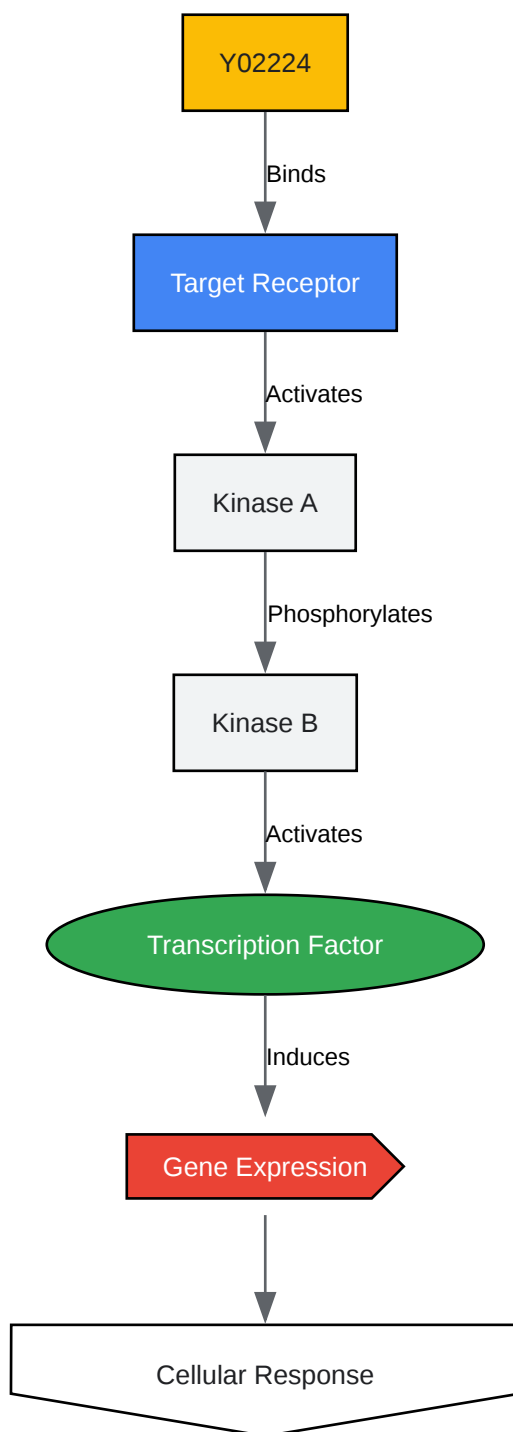 Y02224
Binds
Target Receptor
Activates
Kinase A
Phosphorylates
Kinase B
Activates
Transcription Factor
Induces
Gene Expression
Cellular Response